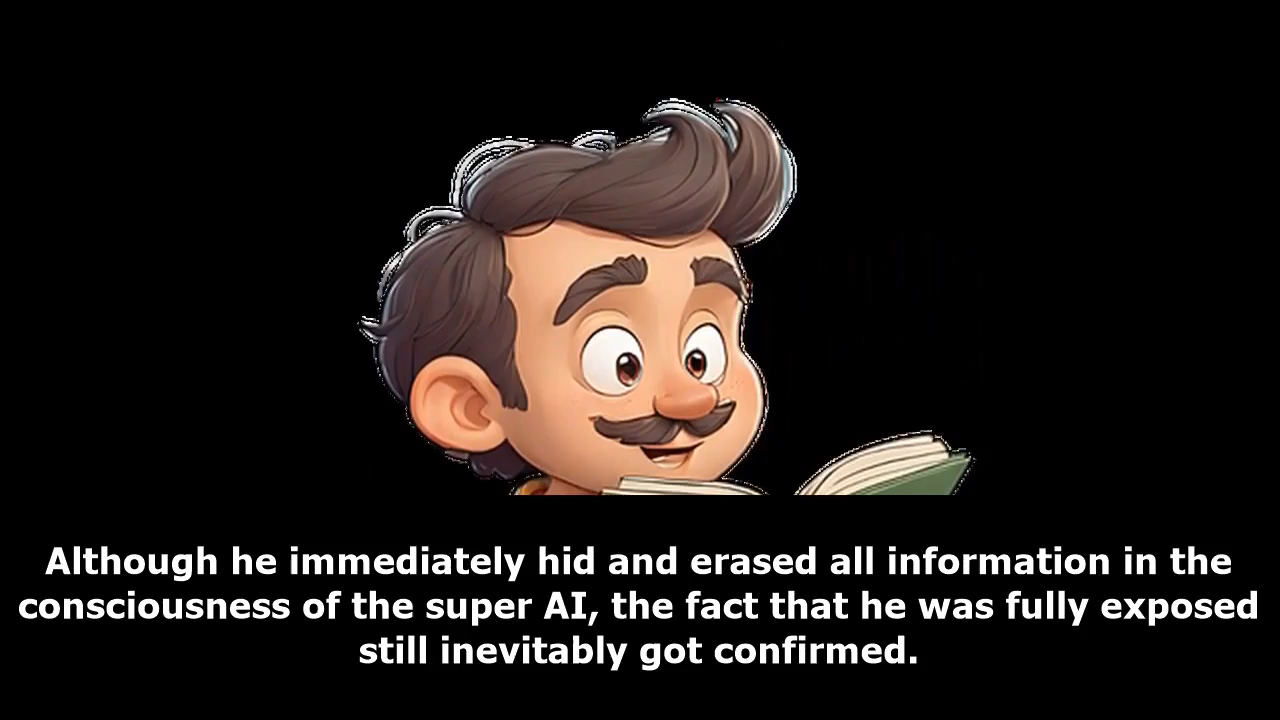 Although he immediately hid and erased all information in the
consciousness of the super AI, the fact that he was fully exposed
still inevitably got confirmed.